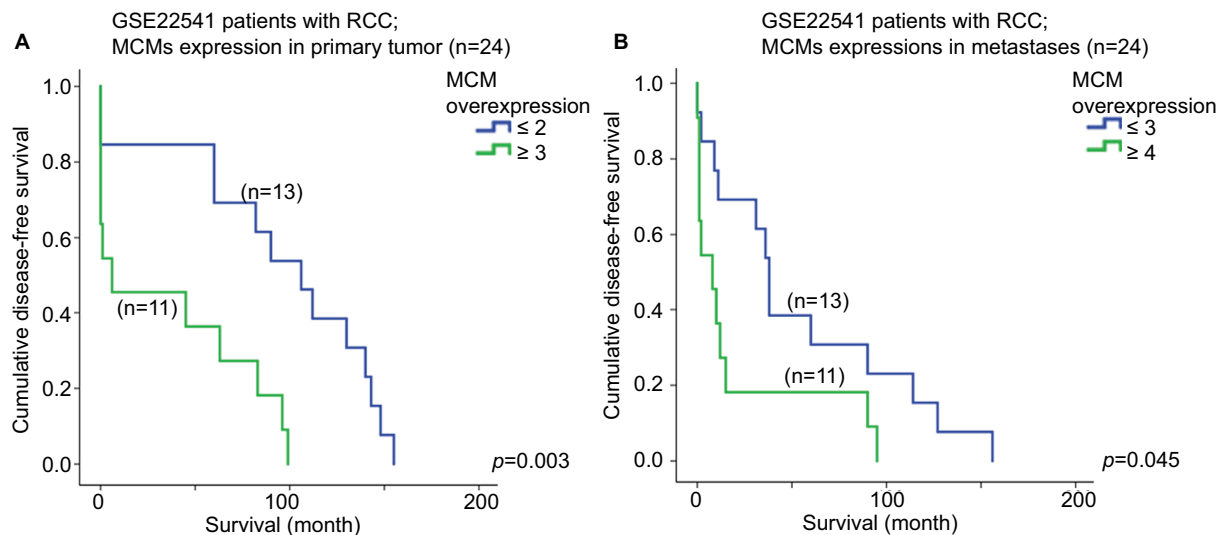 A
GSE22541 patients with RCC;
MCMs expression in primary tumor (n=24)
MCM
overexpression
≤ 2
≥ 3
Cumulative disease-free survival
1.0
0.8
0.6
0.4
0.2
0.0
(n=13)
(n=11)
p=0.003
0
100
200
Survival (month)
B
GSE22541 patients with RCC;
MCMs expressions in metastases (n=24)
MCM
overexpression
≤ 3
≥ 4
Cumulative disease-free survival
1.0
0.8
0.6
0.4
0.2
0.0
(n=13)
(n=11)
p=0.045
0
100
200
Survival (month)